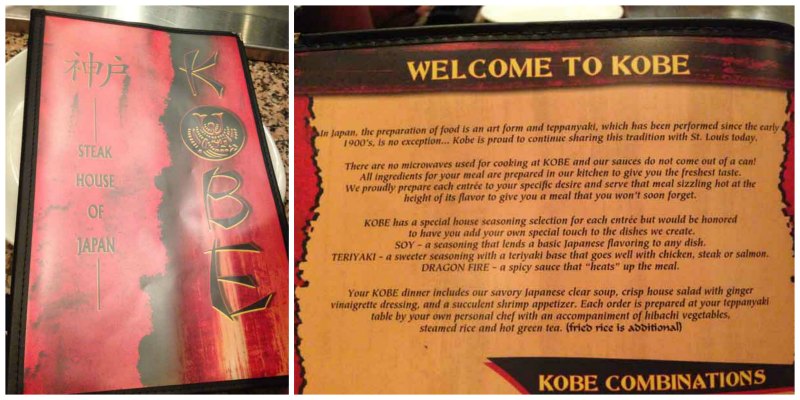 神戸
STEAK
HOUSE
OF
JAPAN
KOBE
WELCOME TO KOBE
In Japan, the preparation of food is an art form and teppanyaki, which has been performed since the early
1900's, is no exception... Kobe is proud to continue sharing this tradition with St. Louis today.
There are no microwaves used for cooking at KOBE and our sauces do not come out of a can!
All ingredients for your meal are prepared in our kitchen to give you the freshest taste.
We proudly prepare each entrée to your specific desire and serve that meal sizzling hot at the
height of its flavor to give you a meal that you won't soon forget.
KOBE has a special house seasoning selection for each entrée but would be honored
to have you add your own special touch to the dishes we create.
SOY – a seasoning that lends a basic Japanese flavoring to any dish.
TERIYAKI – a sweeter seasoning with a teriyaki base that goes well with chicken, steak or salmon.
DRAGON FIRE – a spicy sauce that "heats" up the meal.
Your KOBE dinner includes our savory Japanese clear soup, crisp house salad with ginger
vinaigrette dressing, and a succulent shrimp appetizer. Each order is prepared at your teppanyaki
table by your own personal chef with an accompaniment of hibachi vegetables,
steamed rice and hot green tea. (fried rice is additional)
KOBE COMBINATIONS